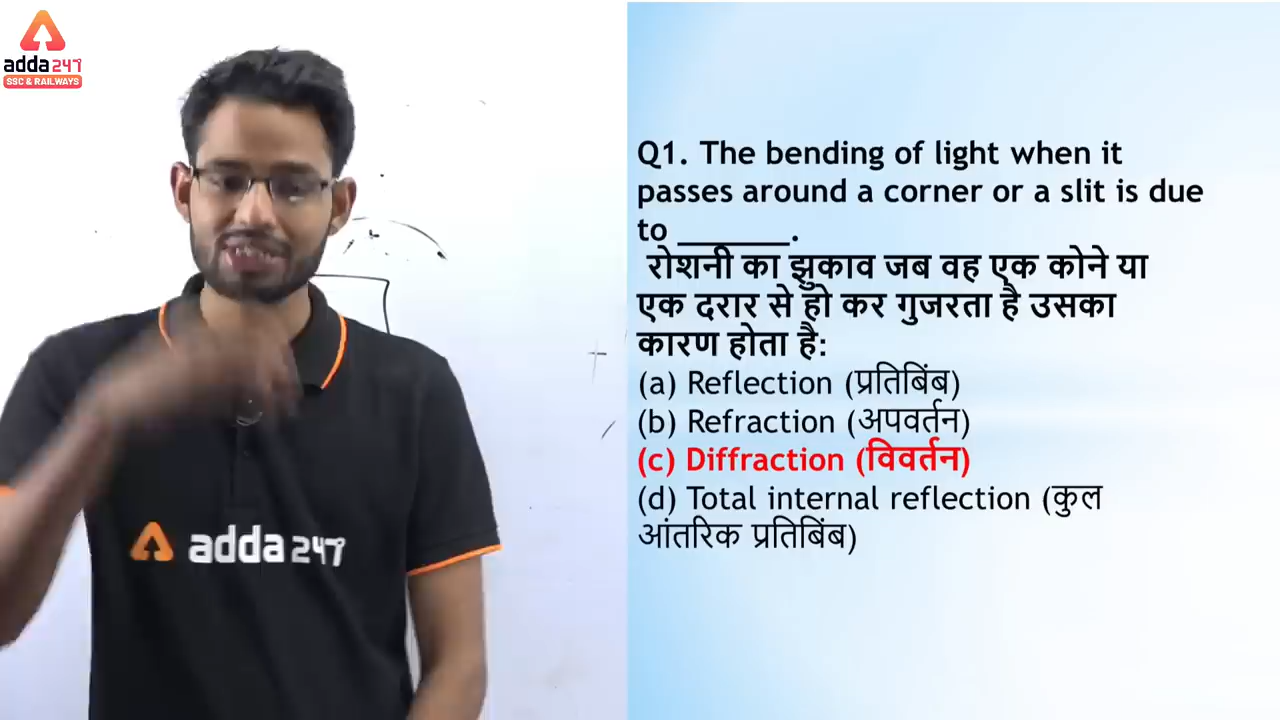 adda247
SSC & RAILWAYS
adda247
Q1. The bending of light when it
passes around a corner or a slit is due
to ______.
रोशनी का झुकाव जब वह एक कोने या
एक दरार से हो कर गुजरता है उसका
कारण होता है:
(a) Reflection (प्रतिबिंब)
(b) Refraction (अपवर्तन)
(c) Diffraction (विवर्तन)
(d) Total internal reflection (कुल
आंतरिक प्रतिबिंब)